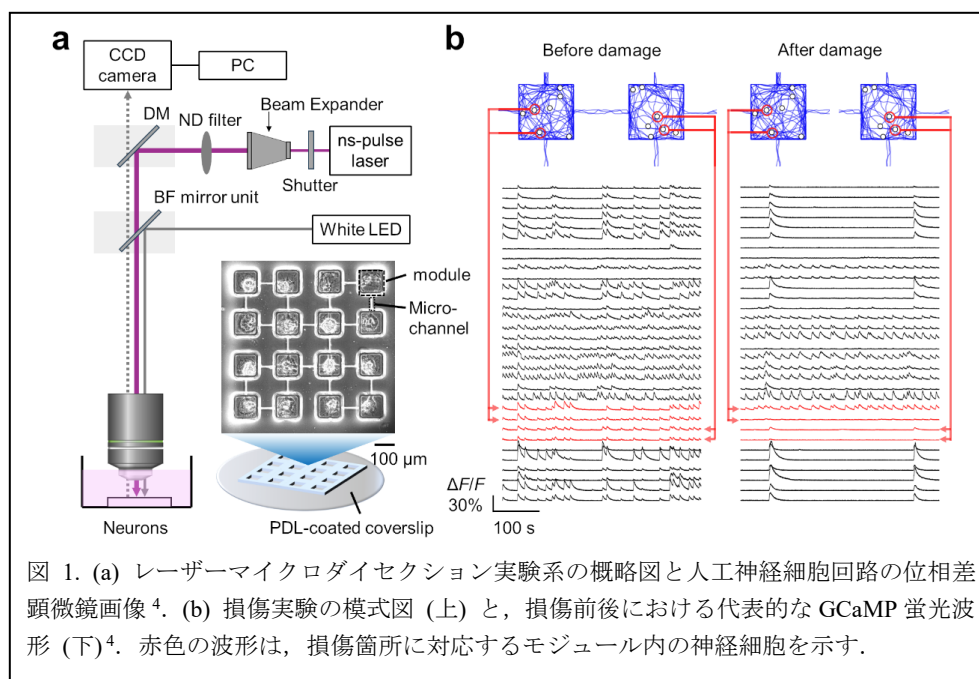 a
CCD
camera
PC
DM
ND filter
Beam Expander
ns-pulse
laser
Shutter
BF mirror unit
White LED
module
Micro-
channel
100 μm
Neurons
PDL-coated coverslip
b
Before damage
After damage
ΔF/F
30%
100 s
図 1. (a) レーザーマイクロダイセクション実験系の概略図と人工神経細胞回路の位相差
顕微鏡画像 4．(b) 損傷実験の模式図 (上) と，損傷前後における代表的な GCaMP 蛍光波
形 (下)4．赤色の波形は，損傷箇所に対応するモジュール内の神経細胞を示す．